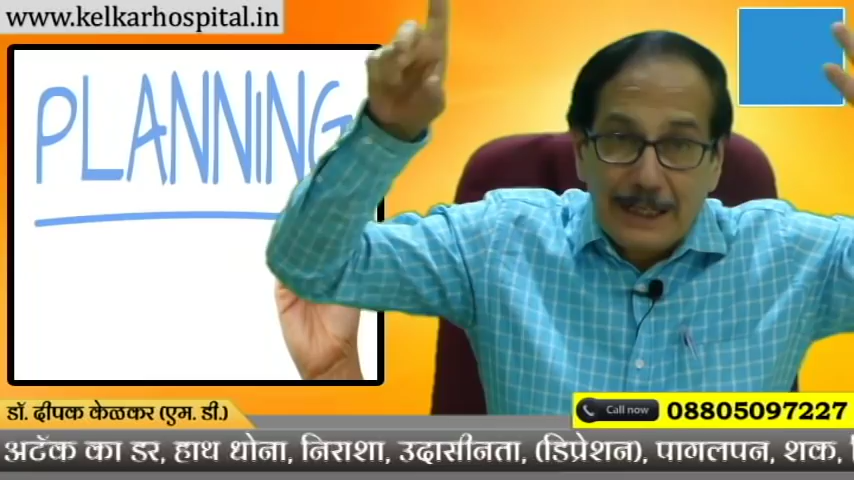 www.kelkarhospital.in
PLANNING
डॉ. दीपक केळकर (एम. डी.)
Call now 08805097227
अटॅक का डर, हाथ धोना, निराशा, उदासीनता, (डिप्रेशन), पागलपन, शक,